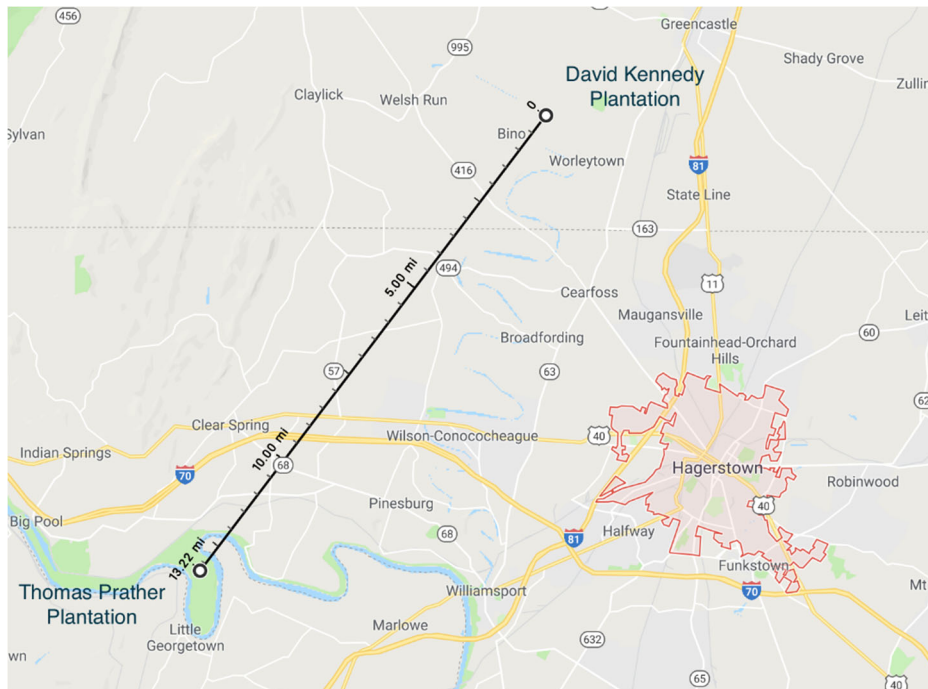 456
Greencastle
995
Shady Grove
David Kennedy
Plantation
Zullin
Claylick
Welsh Run
0
Sylvan
Bino
Worleytown
416
81
State Line
163
5.00 mi
494
11
Cearfoss
Maugansville
Leit
60
Broadfording
Fountainhead-Orchard
Hills
57
63
62
Clear Spring
Wilson-Conococheague
40
10.00 mi
Indian Springs
68
70
Hagerstown
Robinwood
Pinesburg
40
Big Pool
68
Halfway
81
13.22 mi
Funkstown
Thomas Prather
Plantation
Williamsport
70
Mt
Little
Georgetown
Marlowe
632
wn
65
40